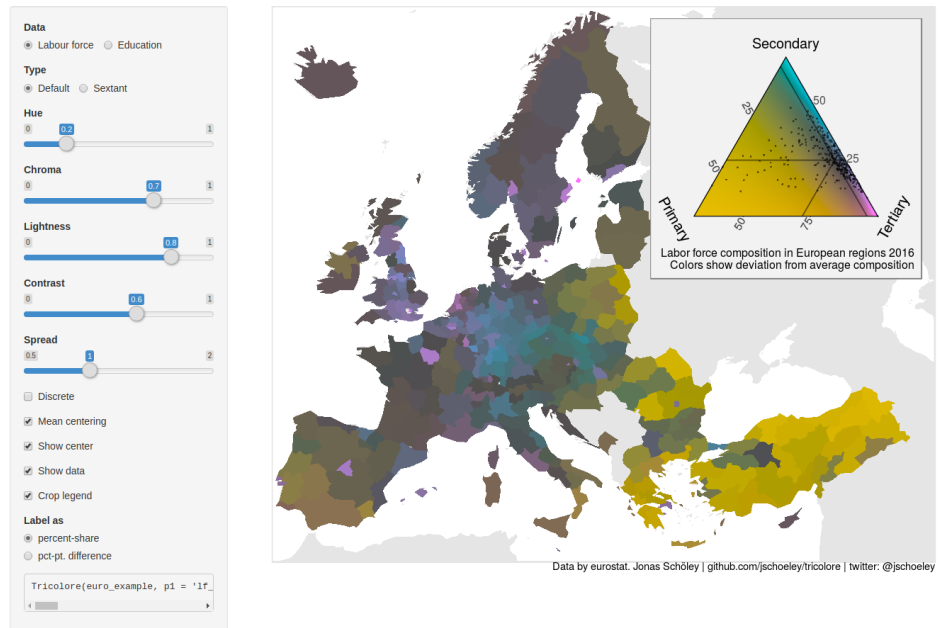 Data
Labour force Education
Type
Default Sextant
Hue
0 0.2 1
Chroma
0 0.7 1
Lightness
0 0.8 1
Contrast
0 0.6 1
Spread
0.5 1 2
Discrete
Mean centering
Show center
Show data
Crop legend
Label as
percent-share
pct-pt. difference
Tricolore(euro_example, p1 = 'lf_
Secondary
25
50
50
25
Primary
50
75
Tertiary
Labor force composition in European regions 2016
Colors show deviation from average composition
Data by eurostat. Jonas Schöley | github.com/jschoeley/tricolore | twitter: @jschoeley